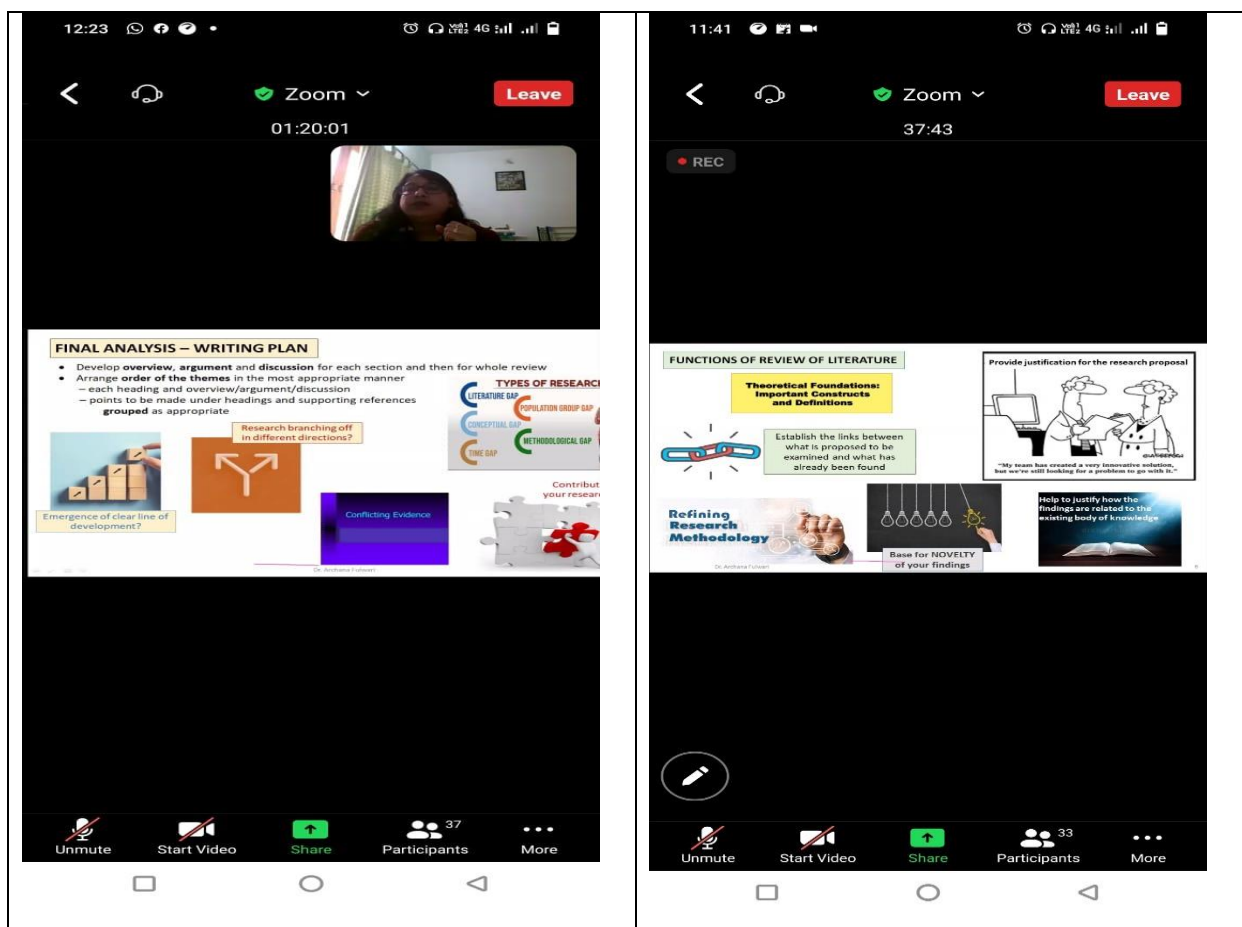 12:23
Vo1) 4G
LTE2
Zoom
Leave
01:20:01
FINAL ANALYSIS – WRITING PLAN
• Develop overview, argument and discussion for each section and then for whole review
• Arrange order of the themes in the most appropriate manner
– each heading and overview/argument/discussion
– points to be made under headings and supporting references
grouped as appropriate
TYPES OF RESEARCH
LITERATURE GAP
POPULATION GROUP GAP
CONCEPTUAL GAP
METHODOLOGICAL GAP
TIME GAP
Research branching off
in different directions?
Emergence of clear line of
development?
Conflicting Evidence
Contribut
your resear
Unmute
Start Video
Share
Participants
37
More
11:41
Vo1) 4G
LTE2
Zoom
Leave
37:43
REC
FUNCTIONS OF REVIEW OF LITERATURE
Theoretical Foundations:
Important Constructs
and Definitions
Provide justification for the research proposal
Establish the links between
what is proposed to be
examined and what has
already been found
"My team has created a very innovative solution,
but we're still looking for a problem to go with it."
Refining
Research
Methodology
Base for NOVELTY
of your findings
Help to justify how the
findings are related to the
existing body of knowledge
Unmute
Start Video
Share
Participants
33
More